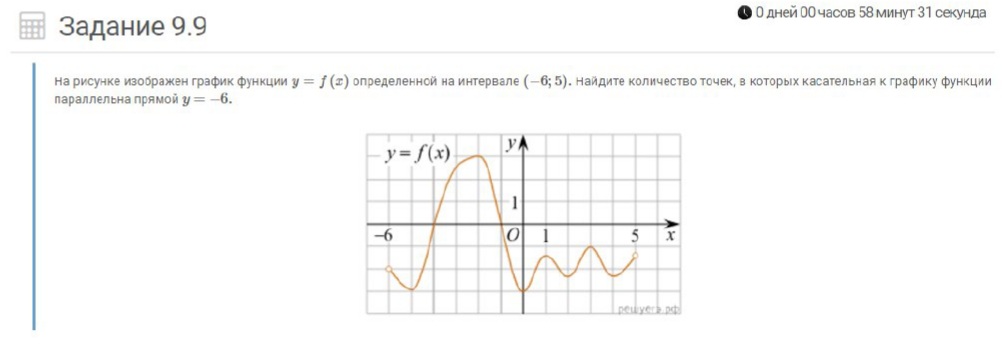 0 дней 00 часов 58 минут 31 секунда
Задание 9.9
На рисунке изображен график функции y = f (x) определенной на интервале (−6; 5). Найдите количество точек, в которых касательная к графику функции
параллельна прямой y = −6.
y = f(x)
y
1
−6
O
1
5
x
решуегэ.рф